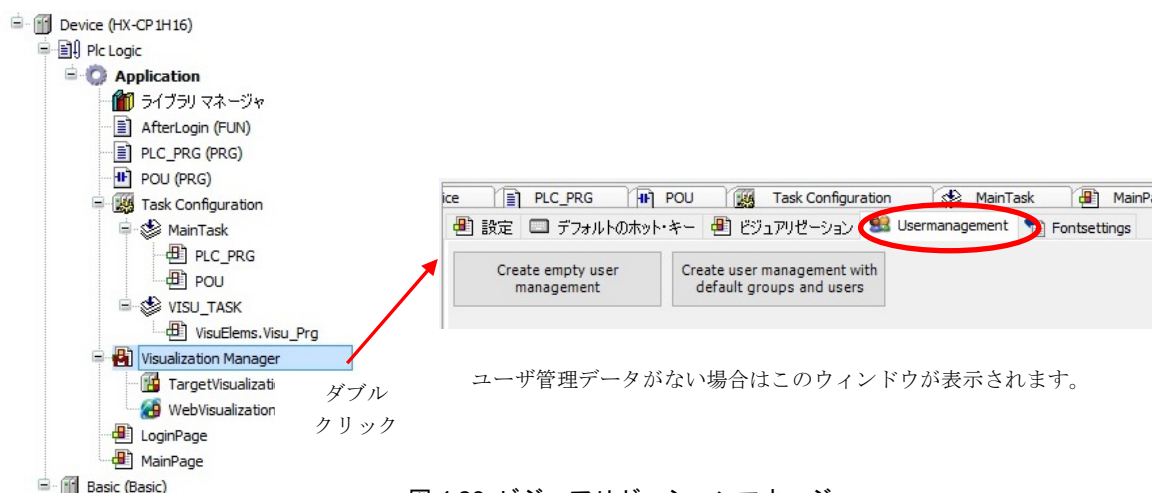 Device (HX-CP1H16)
Plc Logic
Application
ライブラリ マネージャ
AfterLogin (FUN)
PLC_PRG (PRG)
POU (PRG)
Task Configuration
MainTask
PLC_PRG
POU
VISU_TASK
VisuElems.Visu_Prg
Visualization Manager
TargetVisualizati
WebVisualization
LoginPage
MainPage
Basic (Basic)
ダブル
クリック
ice PLC_PRG POU Task Configuration MainTask MainPa
設定 デフォルトのホット・キー ビジュアリゼーション Usermanagement Fontsettings
Create empty user
management
Create user management with
default groups and users
ユーザ管理データがない場合はこのウィンドウが表示されます。